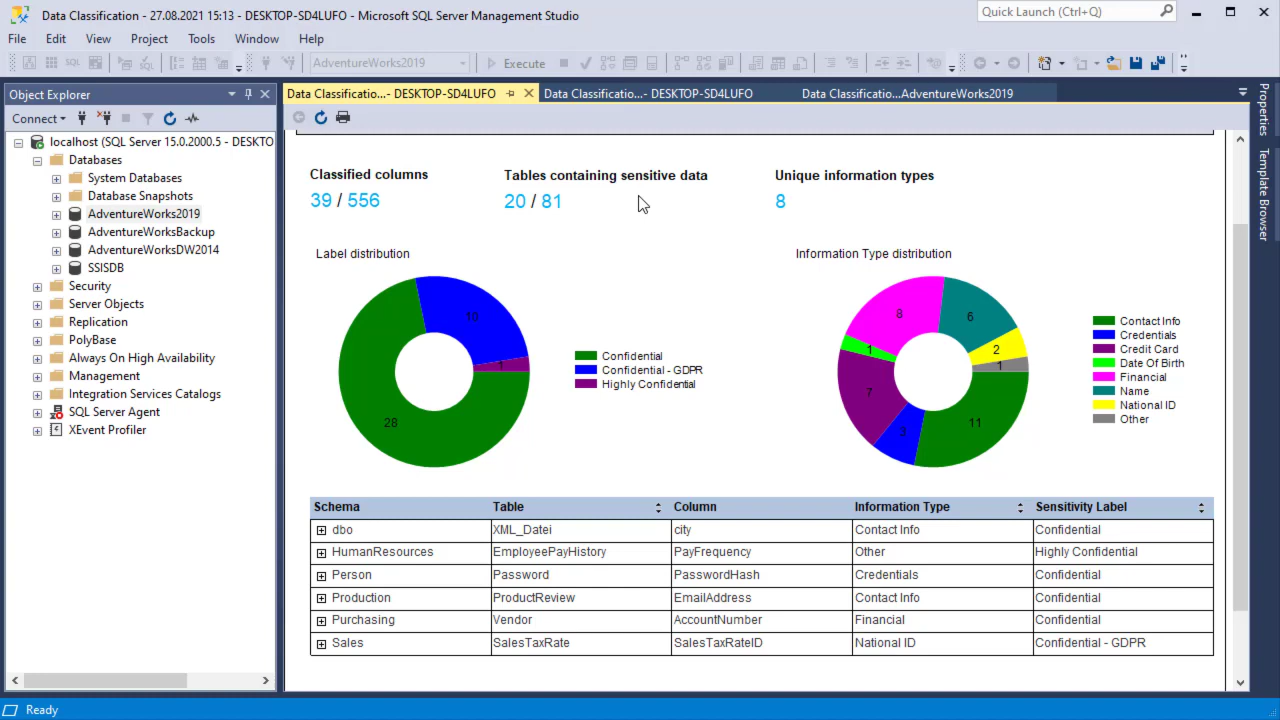 Data Classification - 27.08.2021 15:13 - DESKTOP-SD4LUFO - Microsoft SQL Server Management Studio
Quick Launch (Ctrl+Q)
File Edit View Project Tools Window Help
AdventureWorks2019 Execute
Object Explorer
Data Classificatio...- DESKTOP-SD4LUFO
Data Classificatio...- DESKTOP-SD4LUFO
Data Classificatio...AdventureWorks2019
Properties
Template Browser
Connect
localhost (SQL Server 15.0.2000.5 - DESKTO
Databases
System Databases
Database Snapshots
AdventureWorks2019
AdventureWorksBackup
AdventureWorksDW2014
SSISDB
Security
Server Objects
Replication
PolyBase
Always On High Availability
Management
Integration Services Catalogs
SQL Server Agent
XEvent Profiler
Classified columns Tables containing sensitive data Unique information types
39 / 556 20 / 81 8
Label distribution
10
1
28
Confidential
Confidential - GDPR
Highly Confidential
Information Type distribution
8
6
1
2
1
7
3
11
Contact Info
Credentials
Credit Card
Date Of Birth
Financial
Name
National ID
Other
Schema Table Column Information Type Sensitivity Label
dbo XML_Datei city Contact Info Confidential
HumanResources EmployeePayHistory PayFrequency Other Highly Confidential
Person Password PasswordHash Credentials Confidential
Production ProductReview EmailAddress Contact Info Confidential
Purchasing Vendor AccountNumber Financial Confidential
Sales SalesTaxRate SalesTaxRateID National ID Confidential - GDPR
Ready